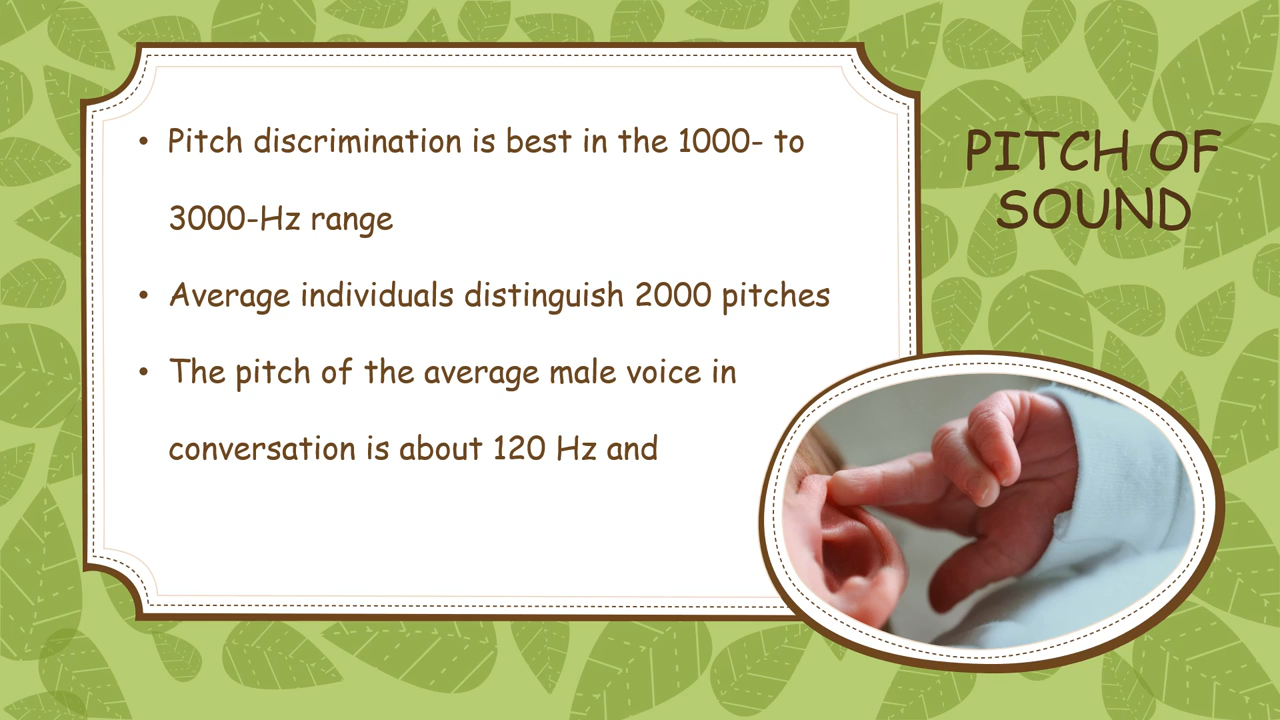 PITCH OF
SOUND
• Pitch discrimination is best in the 1000- to
3000-Hz range
• Average individuals distinguish 2000 pitches
• The pitch of the average male voice in
conversation is about 120 Hz and